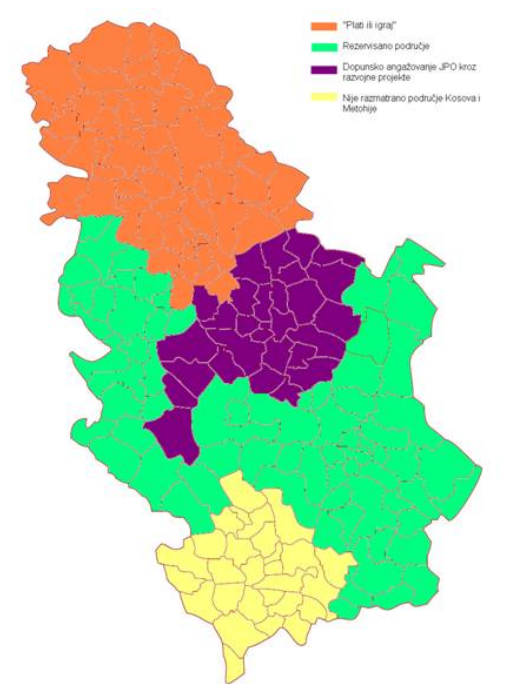 "Plati ili igraj"
Rezervisano područje
Dopunsko angažovanje JPO kroz
razvojne projekte
Nije razmatrano područje Kosova i
Metohije